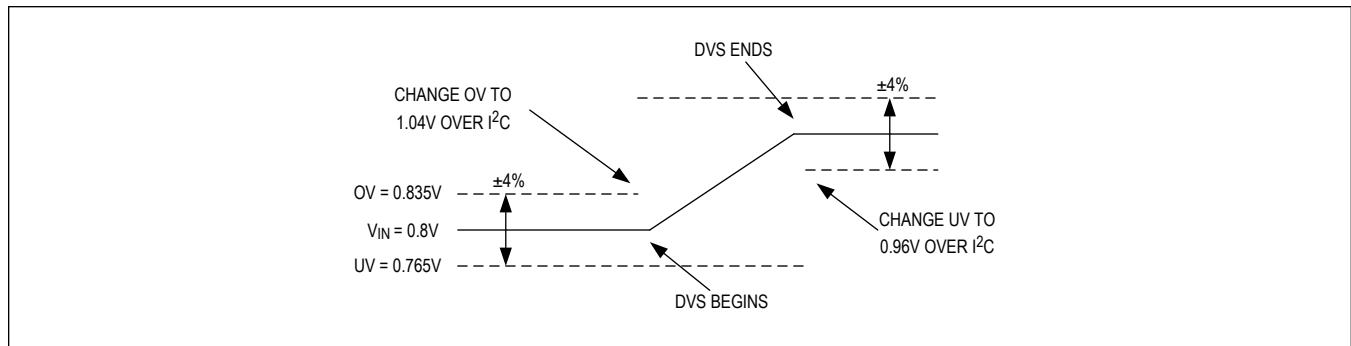 DVS ENDS
±4%
CHANGE OV TO
1.04V OVER I²C
±4%
OV = 0.835V
VIN = 0.8V
UV = 0.765V
CHANGE UV TO
0.96V OVER I²C
DVS BEGINS